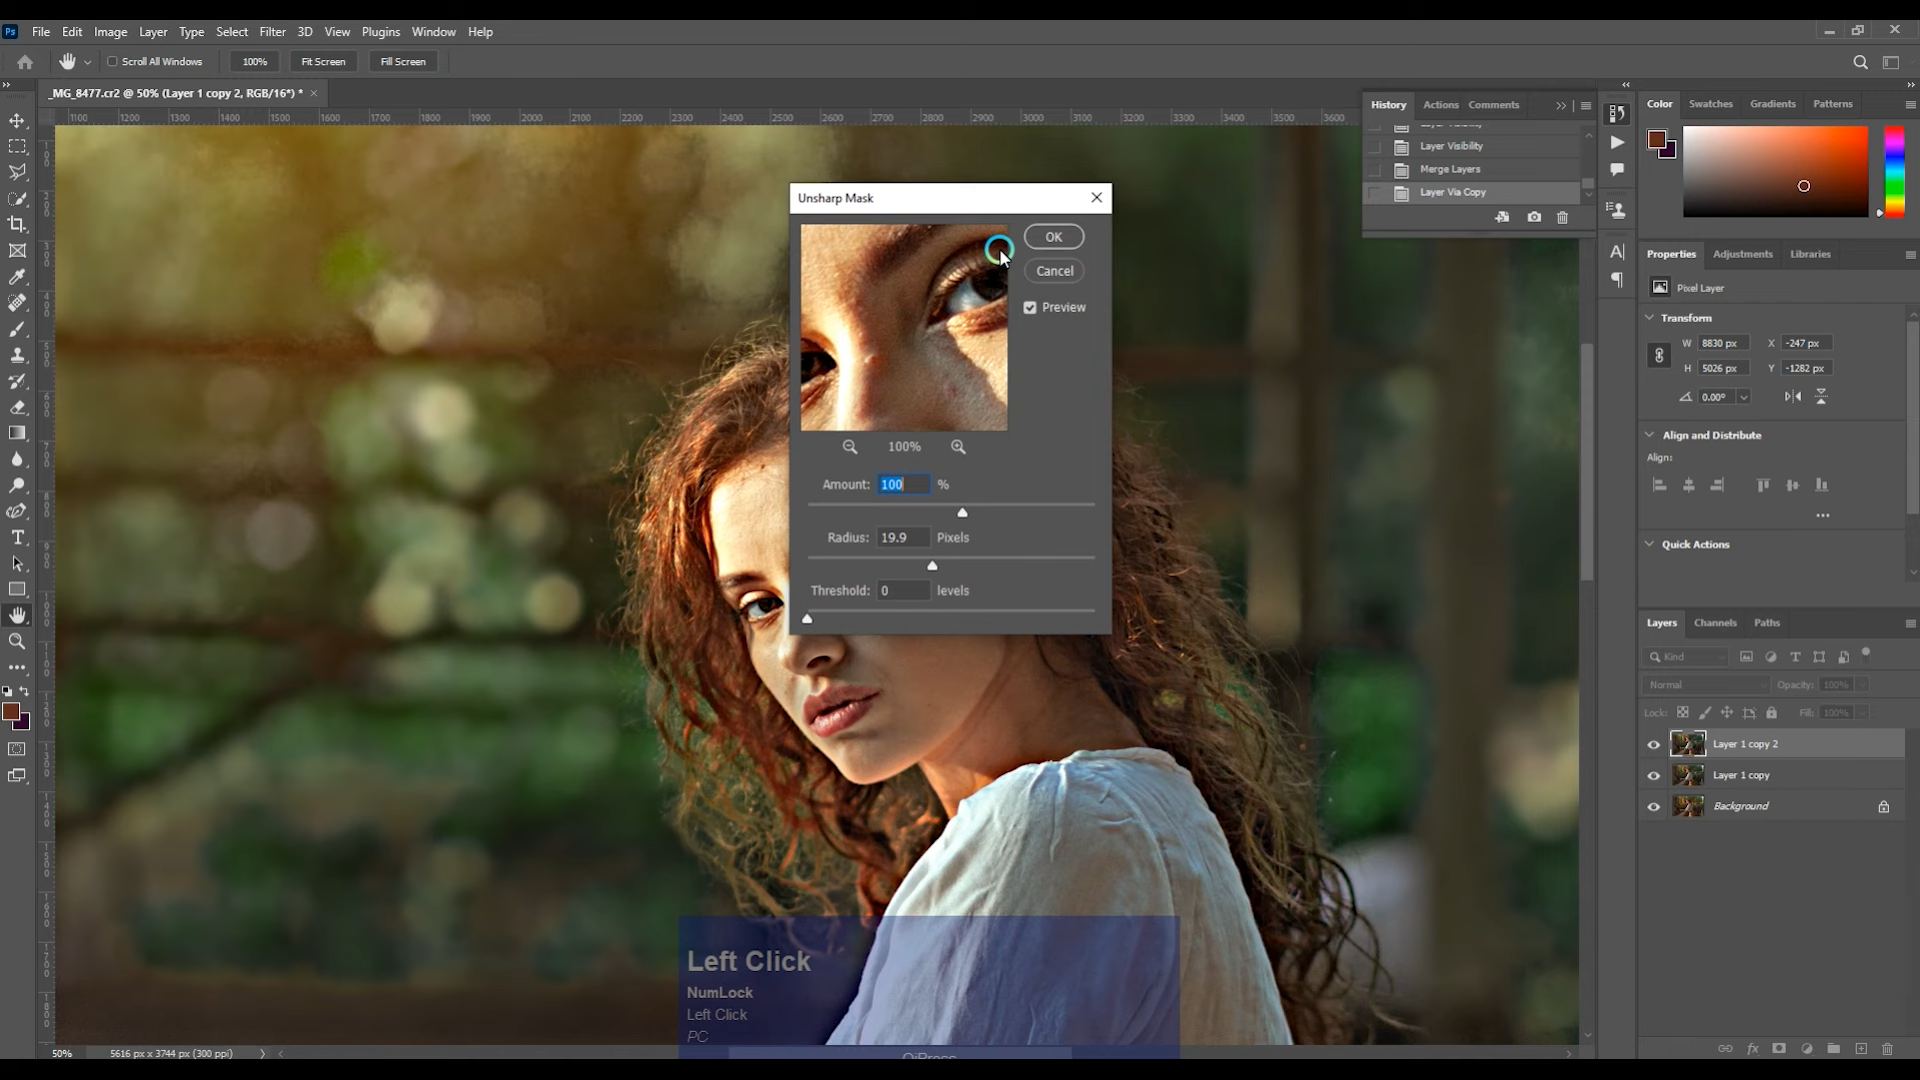 Ps File Edit Image Layer Type Select Filter 3D View Plugins Window Help
Scroll All Windows 100% Fit Screen Fill Screen
_MG_8477.cr2 @ 50% (Layer 1 copy 2, RGB/16*) * ×
1100 1200 1300 1400 1500 1600 1700 1800 1900 2000 2100 2200 2300 2400 2500 2600 2700 2800 2900 3000 3100 3200 3300 3400 3500 3600
History Actions Comments
Layer Visibility
Merge Layers
Layer Via Copy
Color Swatches Gradients Patterns
Properties Adjustments Libraries
Pixel Layer
Transform
W 8830 px X -247 px
H 5026 px Y -1282 px
0.00°
Align and Distribute
Align:
Quick Actions
Layers Channels Paths
Kind
Normal Opacity: 100%
Lock: Fill: 100%
Layer 1 copy 2
Layer 1 copy
Background
Unsharp Mask
OK
Cancel
Preview
100%
Amount: 100 %
Radius: 19.9 Pixels
Threshold: 0 levels
Left Click
NumLock
Left Click
PC
QiPress
50% 5616 px x 3744 px (300 ppi)